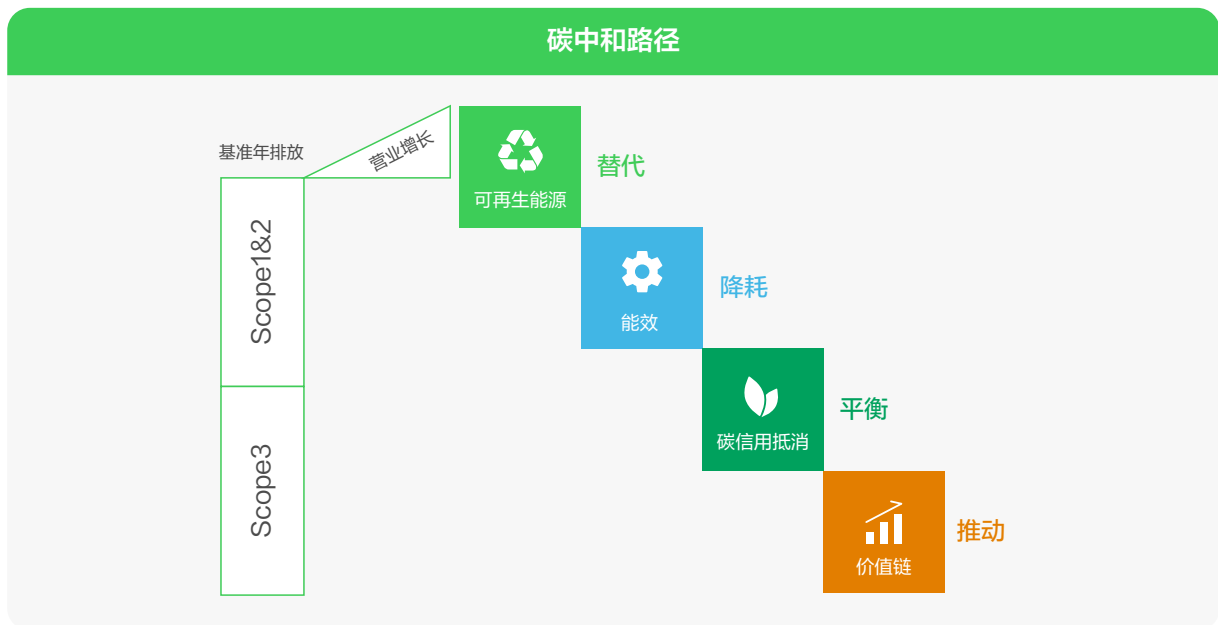 碳中和路径
基准年排放
营业增长
Scope1&2
Scope3
可再生能源
替代
能效
降耗
碳信用抵消
平衡
价值链
推动